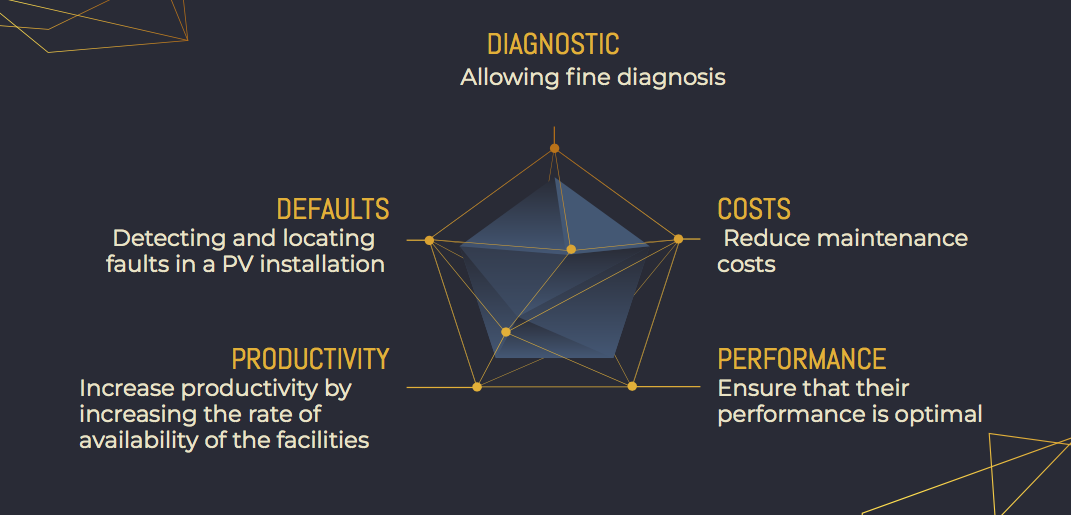 DIAGNOSTIC
Allowing fine diagnosis
DEFAULTS
Detecting and locating
faults in a PV installation
COSTS
Reduce maintenance
costs
PRODUCTIVITY
Increase productivity by
increasing the rate of
availability of the facilities
PERFORMANCE
Ensure that their
performance is optimal